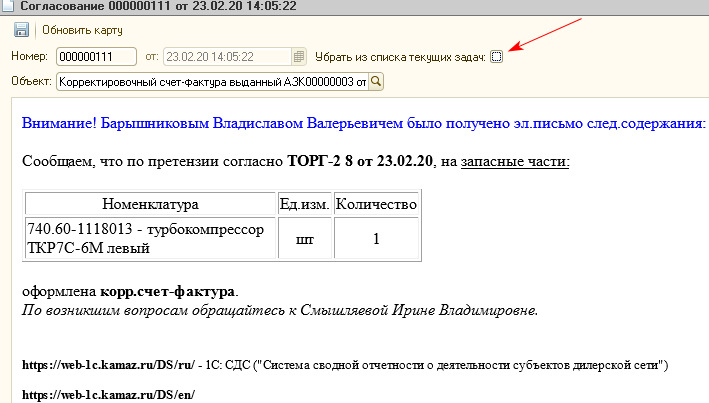 Согласование 000000111 от 23.02.20 14:05:22
Обновить карту
Номер: 000000111 от: 23.02.20 14:05:22 Убрать из списка текущих задач:
Объект: Корректировочный счет-фактура выданный АЗК00000003 от
Внимание! Барышниковым Владиславом Валерьевичем было получено эл.письмо след.содержания:
Сообщаем, что по претензии согласно ТОРГ-2 8 от 23.02.20, на запасные части:
Номенклатура Ед.изм. Количество
740.60-1118013 - турбокомпрессор
ТКР7С-6М левый шт 1
оформлена корр.счет-фактура.
По возникшим вопросам обращайтесь к Смышляевой Ирине Владимировне.
https://web-1c.kamaz.ru/DS/ru/ - 1С: СДС ("Система сводной отчетности о деятельности субъектов дилерской сети")
https://web-1c.kamaz.ru/DS/en/